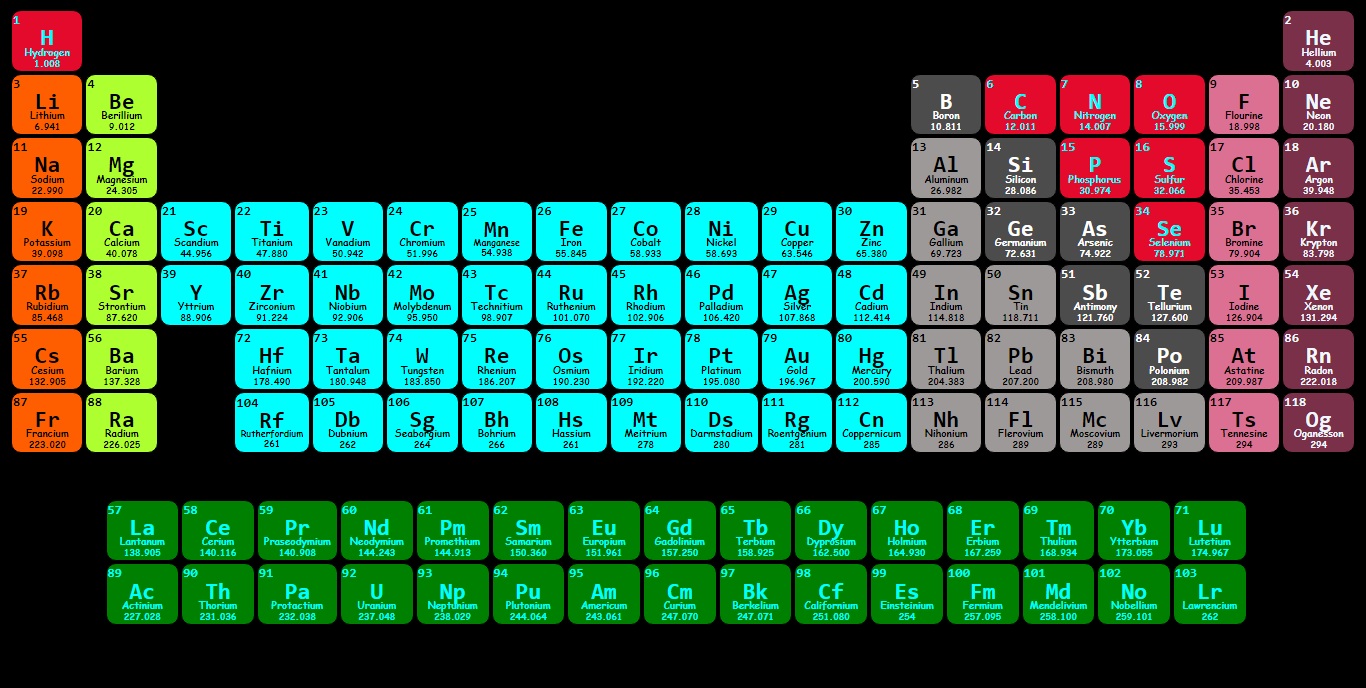 1 2
H He
Hydrogen Hellium
1.008 4.003
3 4 5 6 7 8 9 10
Li Be B C N O F Ne
Lithium Berillium Boron Carbon Nitrogen Oxygen Flourine Neon
6.941 9.012 10.811 12.011 14.007 15.999 18.998 20.180
11 12 13 14 15 16 17 18
Na Mg Al Si P S Cl Ar
Sodium Magnesium Aluminum Silicon Phosphorus Sulfur Chlorine Argon
22.990 24.305 26.982 28.086 30.974 32.066 35.453 39.948
19 20 21 22 23 24 25 26 27 28 29 30 31 32 33 34 35 36
K Ca Sc Ti V Cr Mn Fe Co Ni Cu Zn Ga Ge As Se Br Kr
Potassium Calcium Scandium Titanium Vanadium Chromium Manganese Iron Cobalt Nickel Copper Zinc Gallium Germanium Arsenic Selenium Bromine Krypton
39.098 40.078 44.956 47.880 50.942 51.996 54.938 55.845 58.933 58.693 63.546 65.380 69.723 72.631 74.922 78.971 79.904 83.798
37 38 39 40 41 42 43 44 45 46 47 48 49 50 51 52 53 54
Rb Sr Y Zr Nb Mo Tc Ru Rh Pd Ag Cd In Sn Sb Te I Xe
Rubidium Strontium Yttrium Zirconium Niobium Molybdenum Technitium Ruthenium Rhodium Palladium Silver Cadium Indium Tin Antimony Tellurium Iodine Xenon
85.468 87.620 88.906 91.224 92.906 95.950 98.907 101.070 102.906 106.420 107.868 112.414 114.818 118.711 121.760 127.600 126.904 131.294
55 56 72 73 74 75 76 77 78 79 80 81 82 83 84 85 86
Cs Ba Hf Ta W Re Os Ir Pt Au Hg Tl Pb Bi Po At Rn
Cesium Barium Hafnium Tantalum Tungsten Rhenium Osmium Iridium Platinum Gold Mercury Thalium Lead Bismuth Polonium Astatine Radon
132.905 137.328 178.490 180.948 183.850 186.207 190.230 192.220 195.080 196.967 200.590 204.383 207.200 208.980 208.982 209.987 222.018
87 88 104 105 106 107 108 109 110 111 112 113 114 115 116 117 118
Fr Ra Rf Db Sg Bh Hs Mt Ds Rg Cn Nh Fl Mc Lv Ts Og
Francium Radium Rutherfordium Dubnium Seaborgium Bohrium Hassium Meitrium Darmstadium Roentgenium Coppernicum Nihonium Flerovium Moscovium Livermorium Tennesine Oganesson
223.020 226.025 261 262 264 266 261 278 280 281 285 286 289 289 293 294 294
57 58 59 60 61 62 63 64 65 66 67 68 69 70 71
La Ce Pr Nd Pm Sm Eu Gd Tb Dy Ho Er Tm Yb Lu
Lantanum Cerium Praseodymium Neodymium Promethium Samarium Europium Gadolinium Terbium Dyprosium Holmium Erbium Thulium Ytterbium Lutetium
138.905 140.116 140.908 144.243 144.913 150.360 151.961 157.250 158.925 162.500 164.930 167.259 168.934 173.055 174.967
89 90 91 92 93 94 95 96 97 98 99 100 101 102 103
Ac Th Pa U Np Pu Am Cm Bk Cf Es Fm Md No Lr
Actinium Thorium Protactium Uranium Neptunium Plutonium Americum Curium Berkelium Californium Einsteinium Fermium Mendelivium Nobellium Lawrencium
227.028 231.036 232.038 237.048 238.029 244.064 243.061 247.070 247.071 251.080 254 257.095 258.100 259.101 262